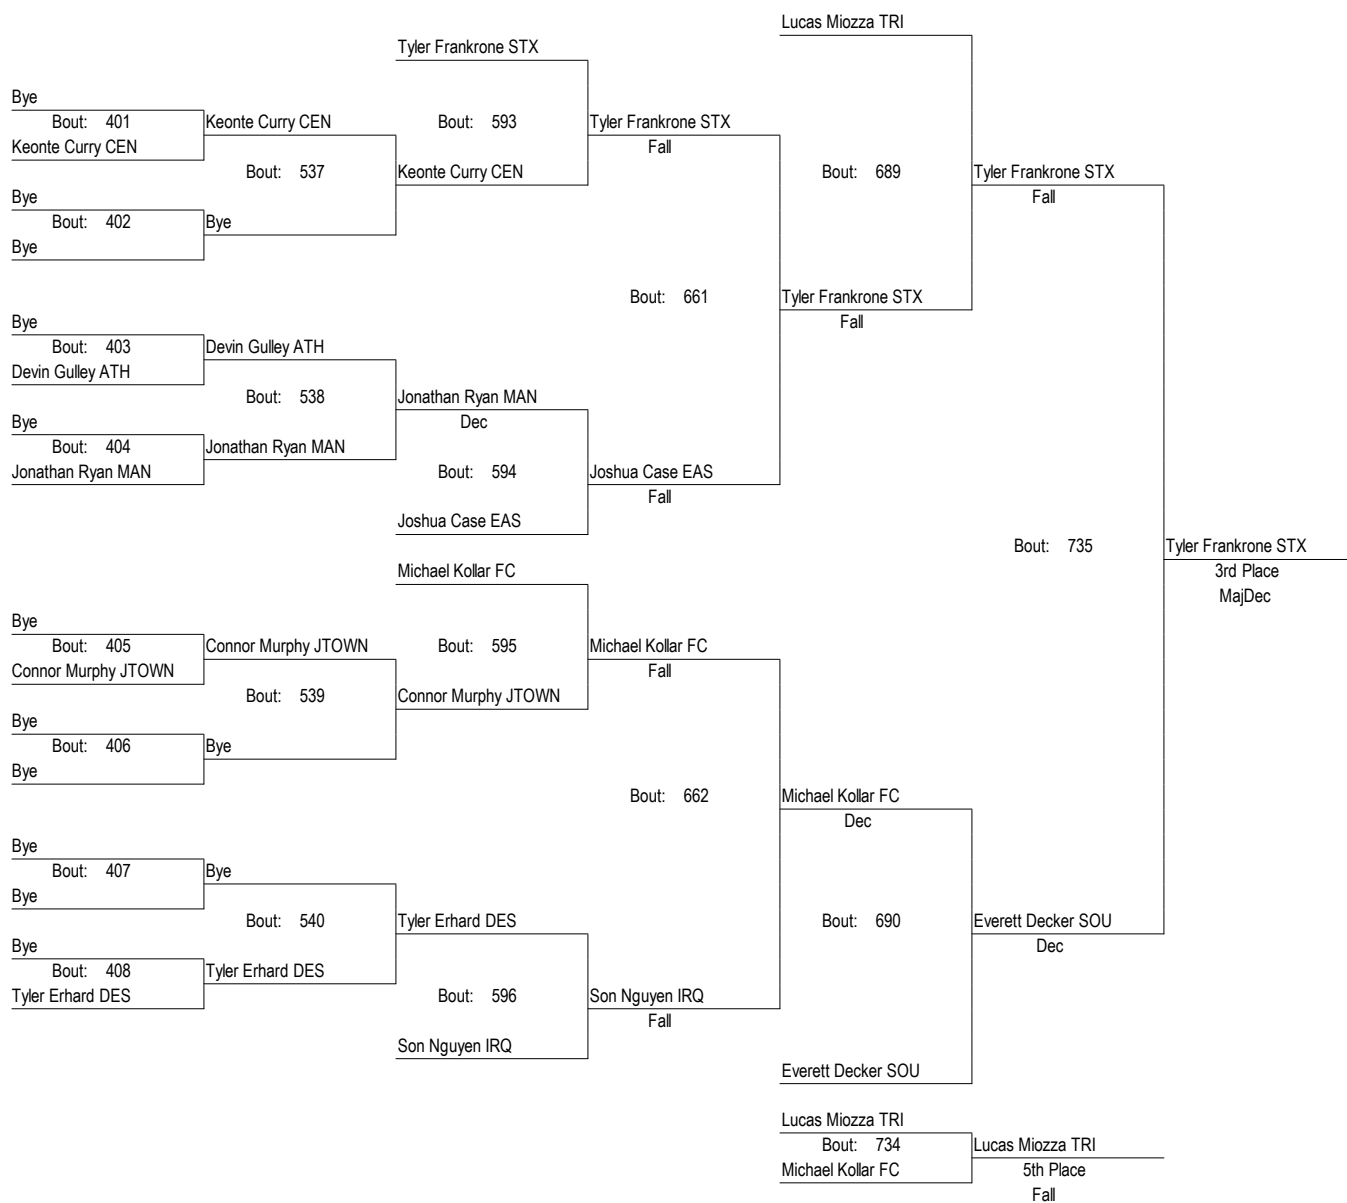 Lucas Miozza TRI
Tyler Frankrone STX
Bye
Bout: 401 Keonte Curry CEN Bout: 593 Tyler Frankrone STX
Keonte Curry CEN Fall
Bout: 537 Keonte Curry CEN Bout: 689 Tyler Frankrone STX
Bye Fall
Bout: 402 Bye
Bye
Bout: 661 Tyler Frankrone STX
Bye Fall
Bout: 403 Devin Gulley ATH
Devin Gulley ATH
Bout: 538 Jonathan Ryan MAN
Bye Dec
Bout: 404 Jonathan Ryan MAN
Jonathan Ryan MAN Bout: 594 Joshua Case EAS
Fall
Joshua Case EAS
Bout: 735 Tyler Frankrone STX
Michael Kollar FC 3rd Place
MajDec
Bye
Bout: 405 Connor Murphy JTOWN Bout: 595 Michael Kollar FC
Connor Murphy JTOWN Fall
Bout: 539 Connor Murphy JTOWN
Bye
Bout: 406 Bye
Bye
Bout: 662 Michael Kollar FC
Dec
Bye
Bout: 407 Bye
Bye
Bout: 540 Tyler Erhard DES Bout: 690 Everett Decker SOU
Bye Dec
Bout: 408 Tyler Erhard DES
Tyler Erhard DES Bout: 596 Son Nguyen IRQ
Fall
Son Nguyen IRQ
Everett Decker SOU
Lucas Miozza TRI
Bout: 734 Lucas Miozza TRI
Michael Kollar FC 5th Place
Fall